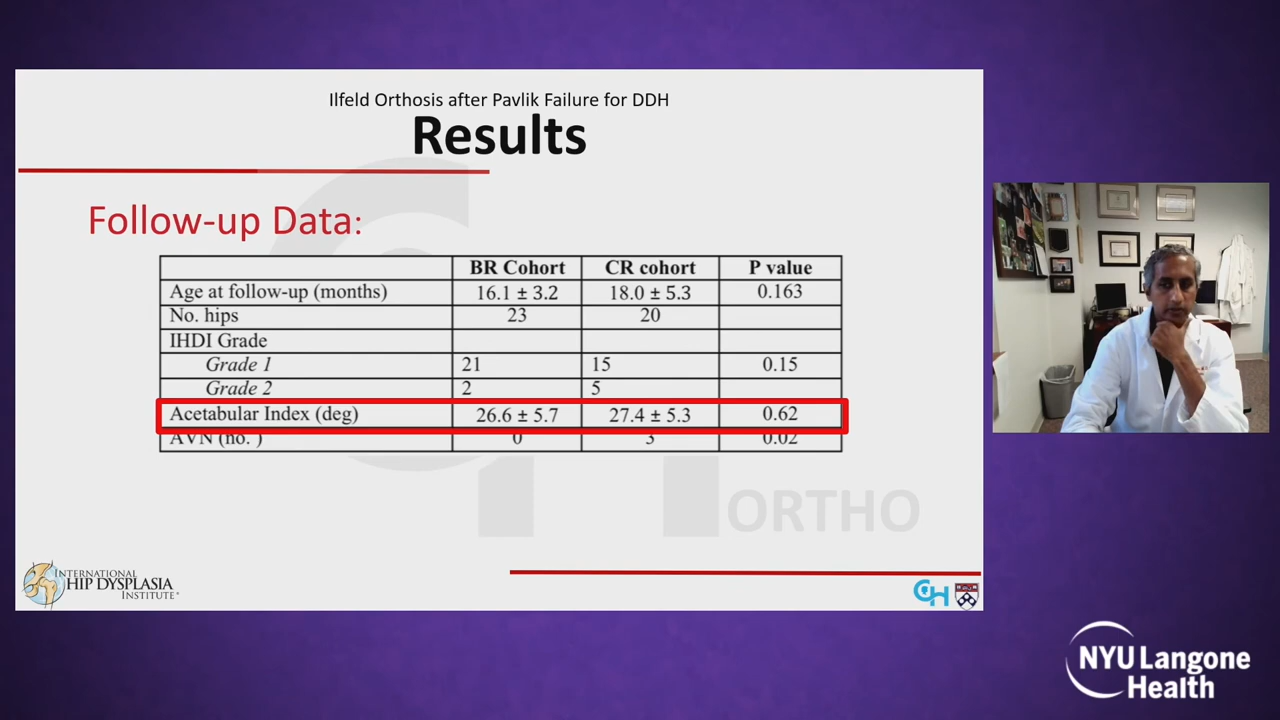 Ilfeld Orthosis after Pavlik Failure for DDH
Results
Follow-up Data:
BR Cohort CR cohort P value
Age at follow-up (months) 16.1 ± 3.2 18.0 ± 5.3 0.163
No. hips 23 20
IHDI Grade
Grade 1 21 15 0.15
Grade 2 2 5
Acetabular Index (deg) 26.6 ± 5.7 27.4 ± 5.3 0.62
AVN (no. ) 0 3 0.02
ORTHO
INTERNATIONAL
HIP DYSPLASIA
INSTITUTE
CH
NYU Langone
Health